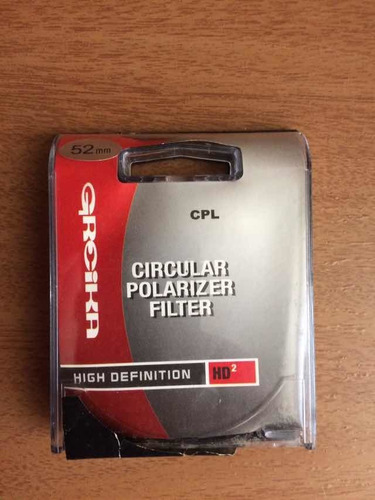 52mm
GREIKA
CPL
CIRCULAR
POLARIZER
FILTER
HIGH DEFINITION HD²